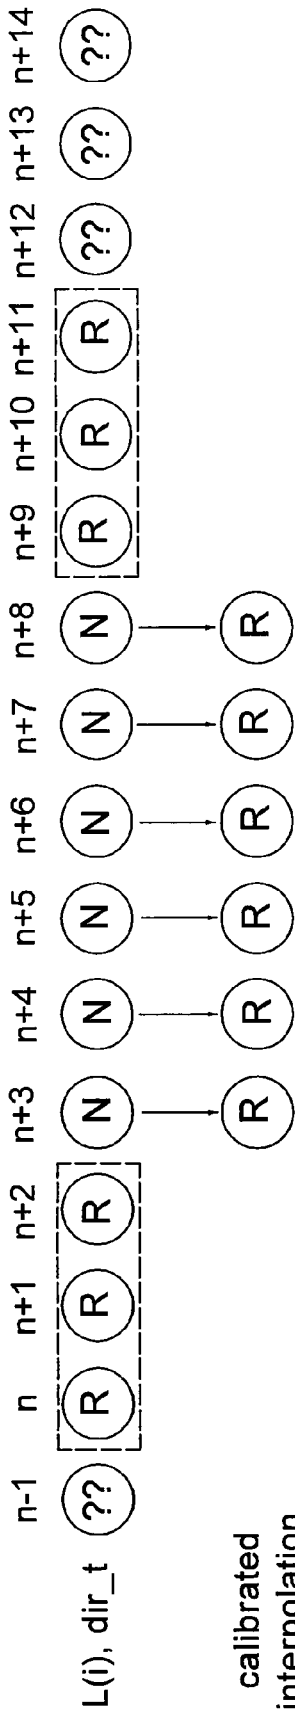 n-1 n n+1 n+2 n+3 n+4 n+5 n+6 n+7 n+8 n+9 n+10 n+11 n+12 n+13 n+14
L(i), dir_t ?? R R R N N N N N N R R R ?? ?? ??
R R R R R R
calibrated
interpolation